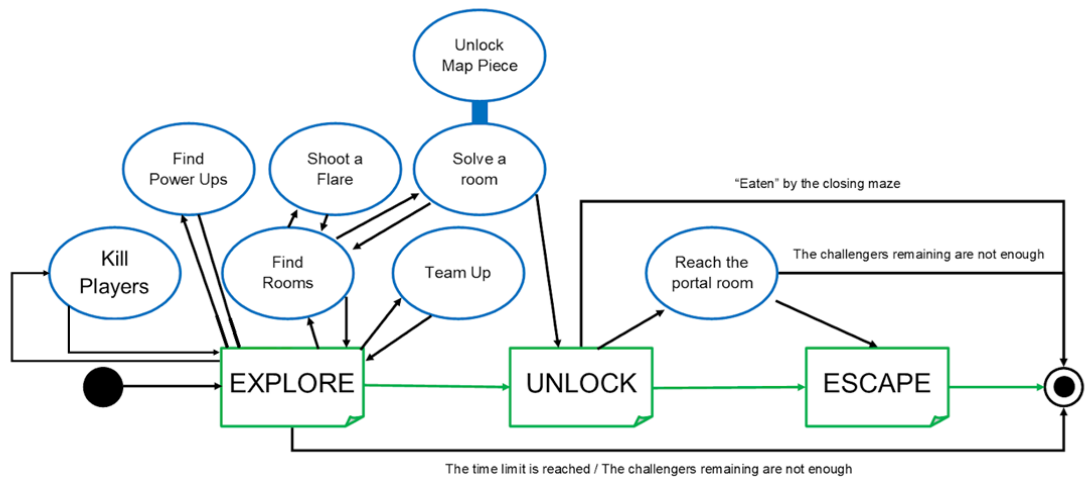 Unlock
Map Piece
Find
Power Ups
Shoot a
Flare
Solve a
room
"Eaten" by the closing maze
Kill
Players
Find
Rooms
Team Up
Reach the
portal room
The challengers remaining are not enough
EXPLORE
UNLOCK
ESCAPE
The time limit is reached / The challengers remaining are not enough